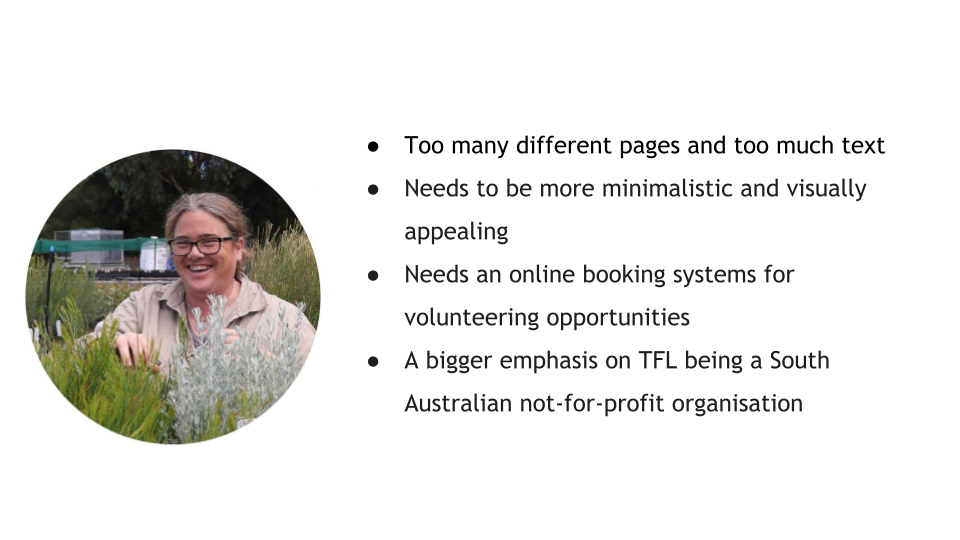 ● Too many different pages and too much text
● Needs to be more minimalistic and visually
appealing
● Needs an online booking systems for
volunteering opportunities
● A bigger emphasis on TFL being a South
Australian not-for-profit organisation